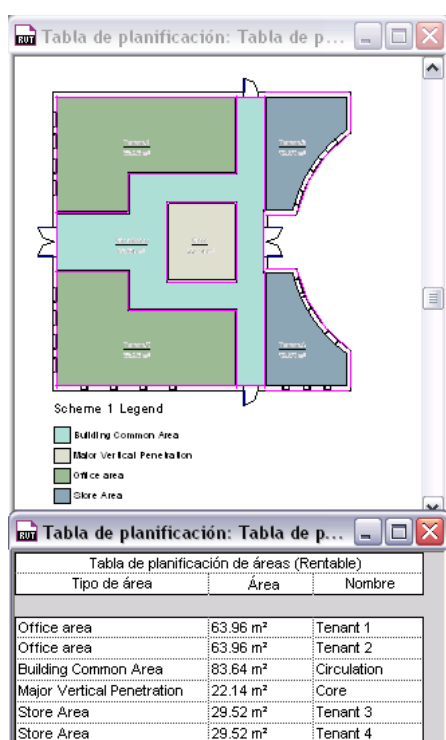 Tabla de planificación: Tabla de p...
Scheme 1 Legend
Building Common Area
Major Vertical Penetration
Office area
Store Area
Tabla de planificación: Tabla de p...
Tabla de planificación de áreas (Rentable)
Tipo de área Área Nombre
Office area 63.96 m² Tenant 1
Office area 63.96 m² Tenant 2
Building Common Area 83.64 m² Circulation
Major Vertical Penetration 22.14 m² Core
Store Area 29.52 m² Tenant 3
Store Area 29.52 m² Tenant 4